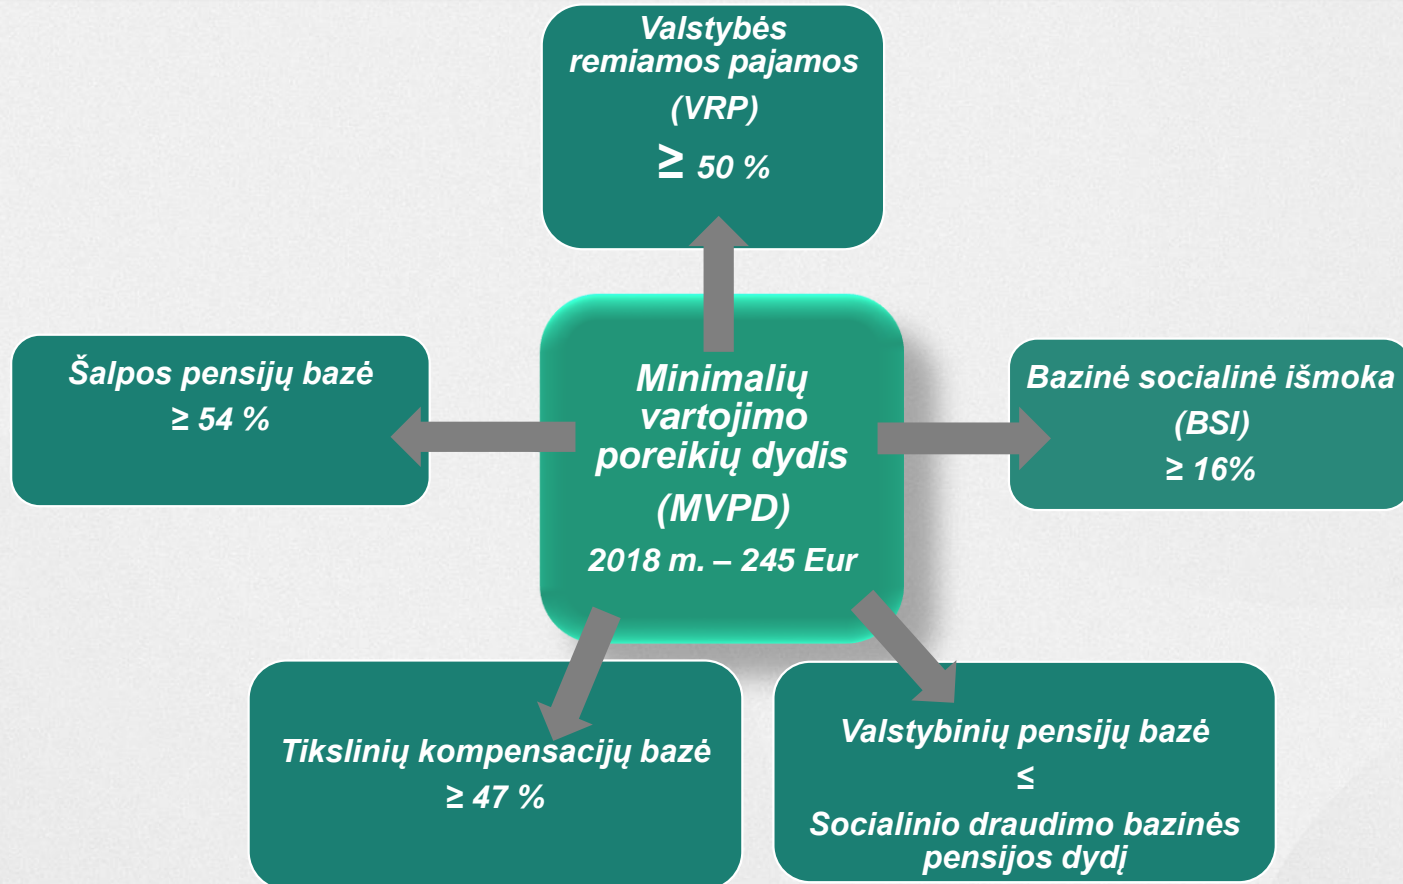 Valstybės
remiamos pajamos
(VRP)
≥ 50 %
Šalpos pensijų bazė
≥ 54 %
Minimalių
vartojimo
poreikių dydis
(MVPD)
2018 m. – 245 Eur
Bazinė socialinė išmoka
(BSI)
≥ 16%
Tikslinių kompensacijų bazė
≥ 47 %
Valstybinių pensijų bazė
≤
Socialinio draudimo bazinės
pensijos dydį